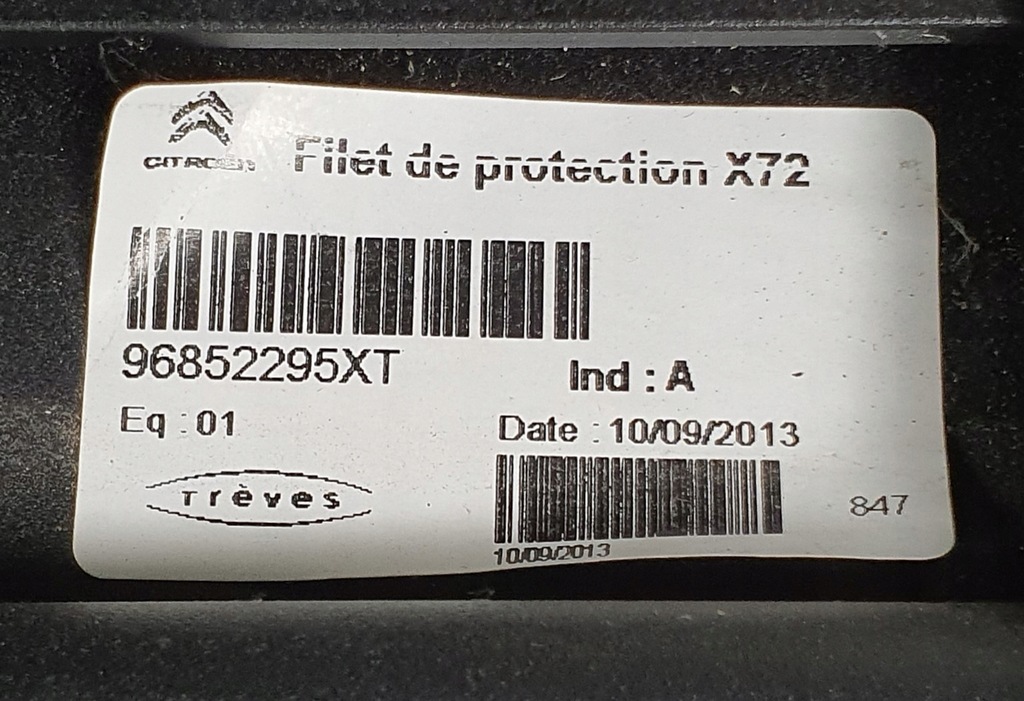 CITROËN
Filet de protection X72
96852295XT
Ind : A
Eq : 01
Date : 10/09/2013
Trèves
847
10/09/2013